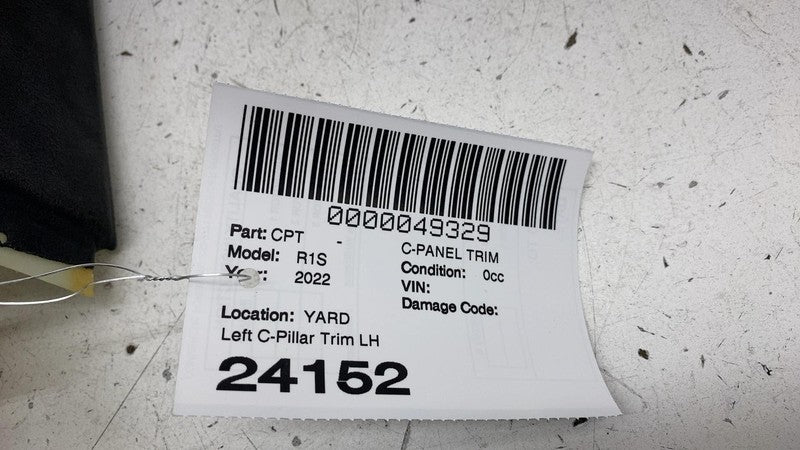 0000049329
Part: CPT - C-PANEL TRIM
Model: R1S Condition: 0cc
Year: 2022 VIN:
Damage Code:
Location: YARD
Left C-Pillar Trim LH
24152